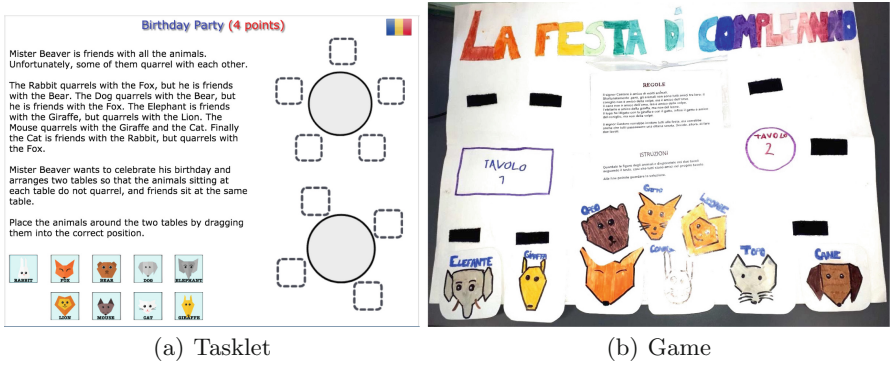 Birthday Party (4 points)
Mister Beaver is friends with all the animals.
Unfortunately, some of them quarrel with each other.
The Rabbit quarrels with the Fox, but he is friends
with the Bear. The Dog quarrels with the Bear, but
he is friends with the Fox. The Elephant is friends
with the Giraffe, but quarrels with the Lion. The
Mouse quarrels with the Giraffe and the Cat. Finally
the Cat is friends with the Rabbit, but quarrels with
the Fox.
Mister Beaver wants to celebrate his birthday and
arranges two tables so that the animals sitting at
each table do not quarrel, and friends sit at the same
table.
Place the animals around the two tables by dragging
them into the correct position.
RABBIT FOX BEAR DOG ELEPHANT
LION MOUSE CAT GIRAFFE
(a) Tasklet
LA FESTA DI COMPLEANNO
REGOLE
ISTRUZIONI
TAVOLO
1
TAVOLO
2
ORSO
GATTO
LEONE
ELEFANTE
GIRAFFA
TOPO
CANE
(b) Game